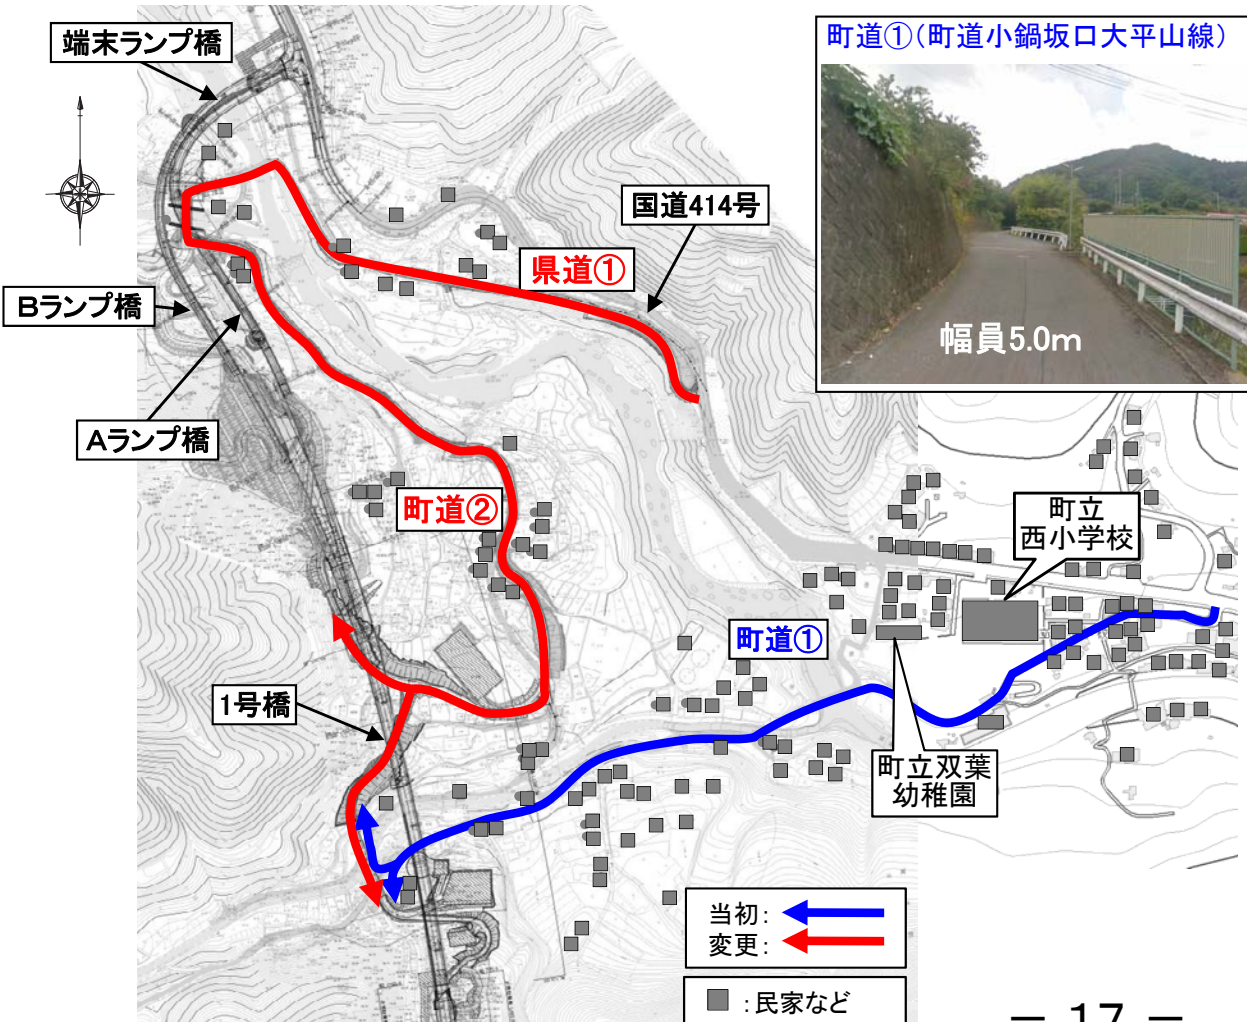 端末ランプ橋
町道①(町道小鍋坂口大平山線)
幅員5.0m
国道414号
県道①
Bランプ橋
Aランプ橋
町道②
町立
西小学校
町道①
1号橋
町立双葉
幼稚園
当初:
変更:
:民家など
― 17 ―